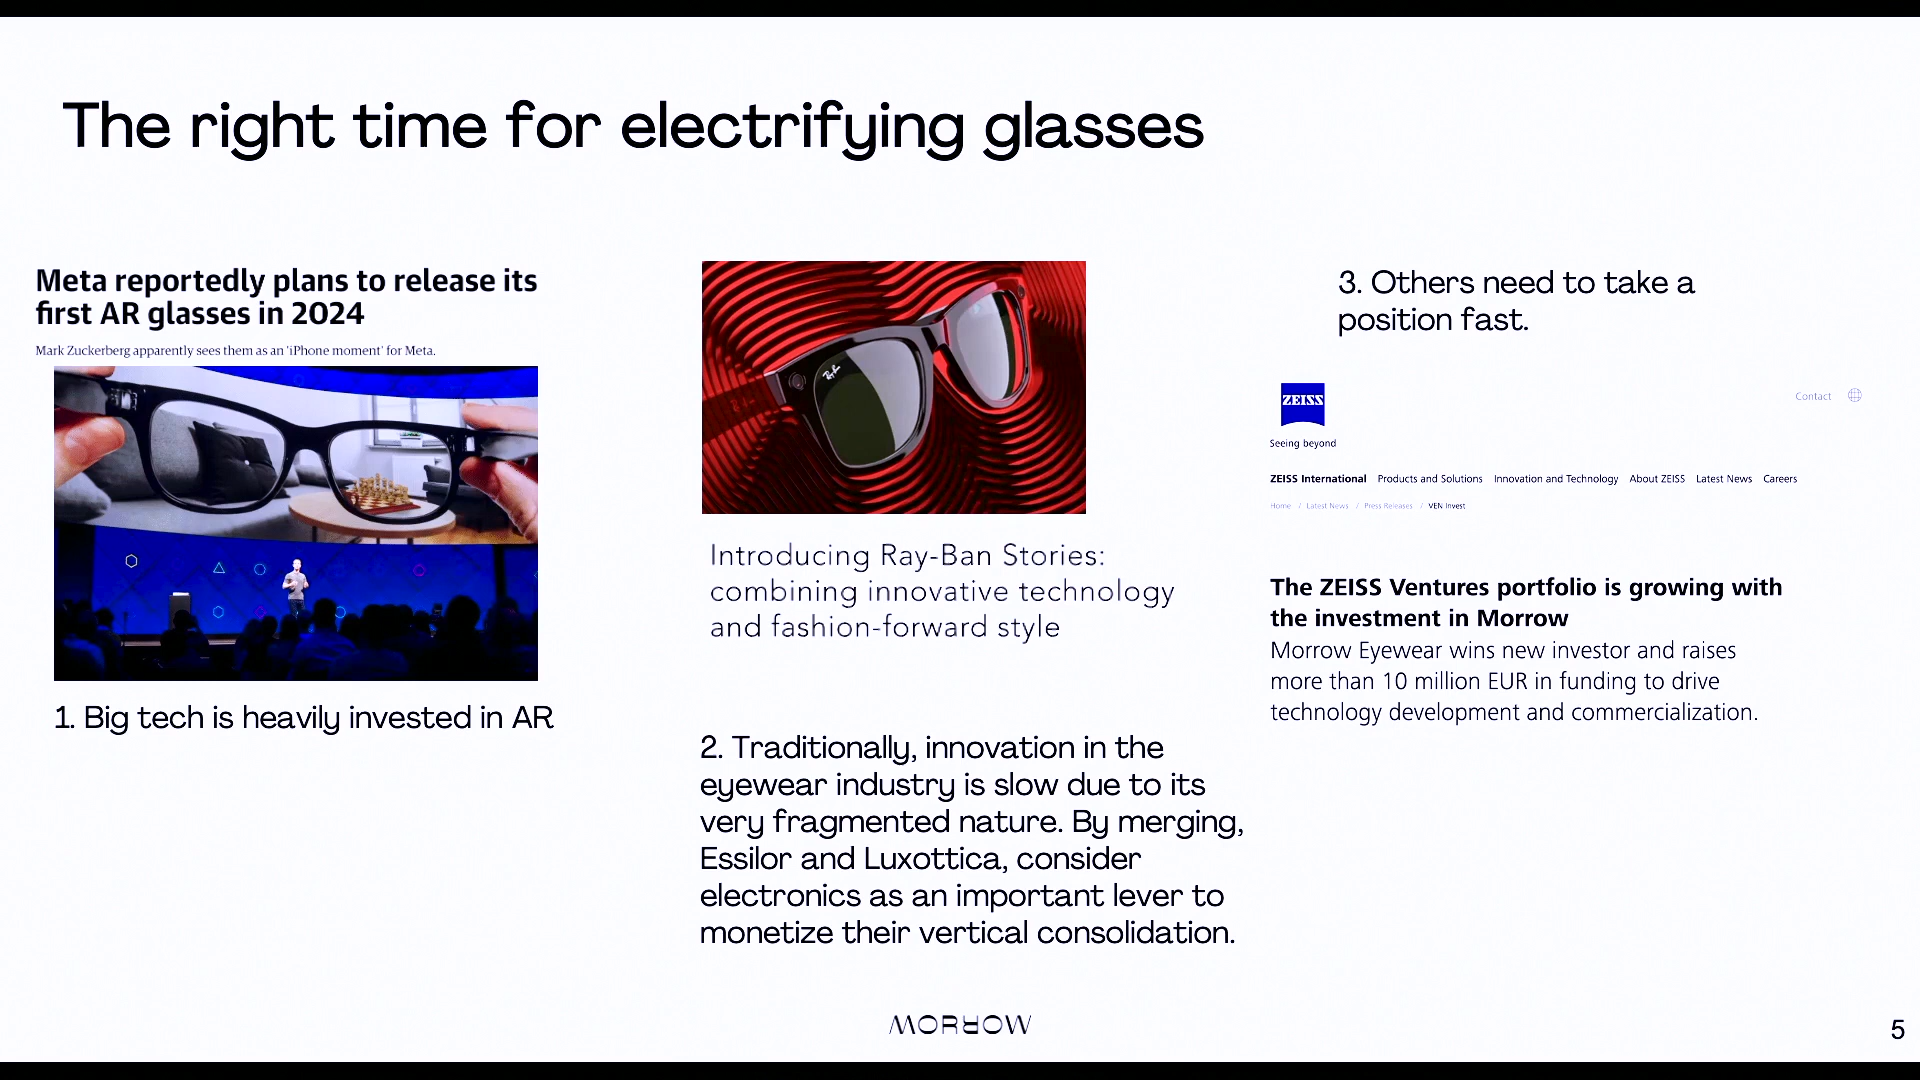 The right time for electrifying glasses
Meta reportedly plans to release its
first AR glasses in 2024
Mark Zuckerberg apparently sees them as an 'iPhone moment' for Meta.
1. Big tech is heavily invested in AR
Ray-Ban
Introducing Ray-Ban Stories:
combining innovative technology
and fashion-forward style
2. Traditionally, innovation in the
eyewear industry is slow due to its
very fragmented nature. By merging,
Essilor and Luxottica, consider
electronics as an important lever to
monetize their vertical consolidation.
3. Others need to take a
position fast.
ZEISS
Seeing beyond
Contact
ZEISS International Products and Solutions Innovation and Technology About ZEISS Latest News Careers
Home / Latest News / Press Releases / VEN Invest
The ZEISS Ventures portfolio is growing with
the investment in Morrow
Morrow Eyewear wins new investor and raises
more than 10 million EUR in funding to drive
technology development and commercialization.
MORROW
5